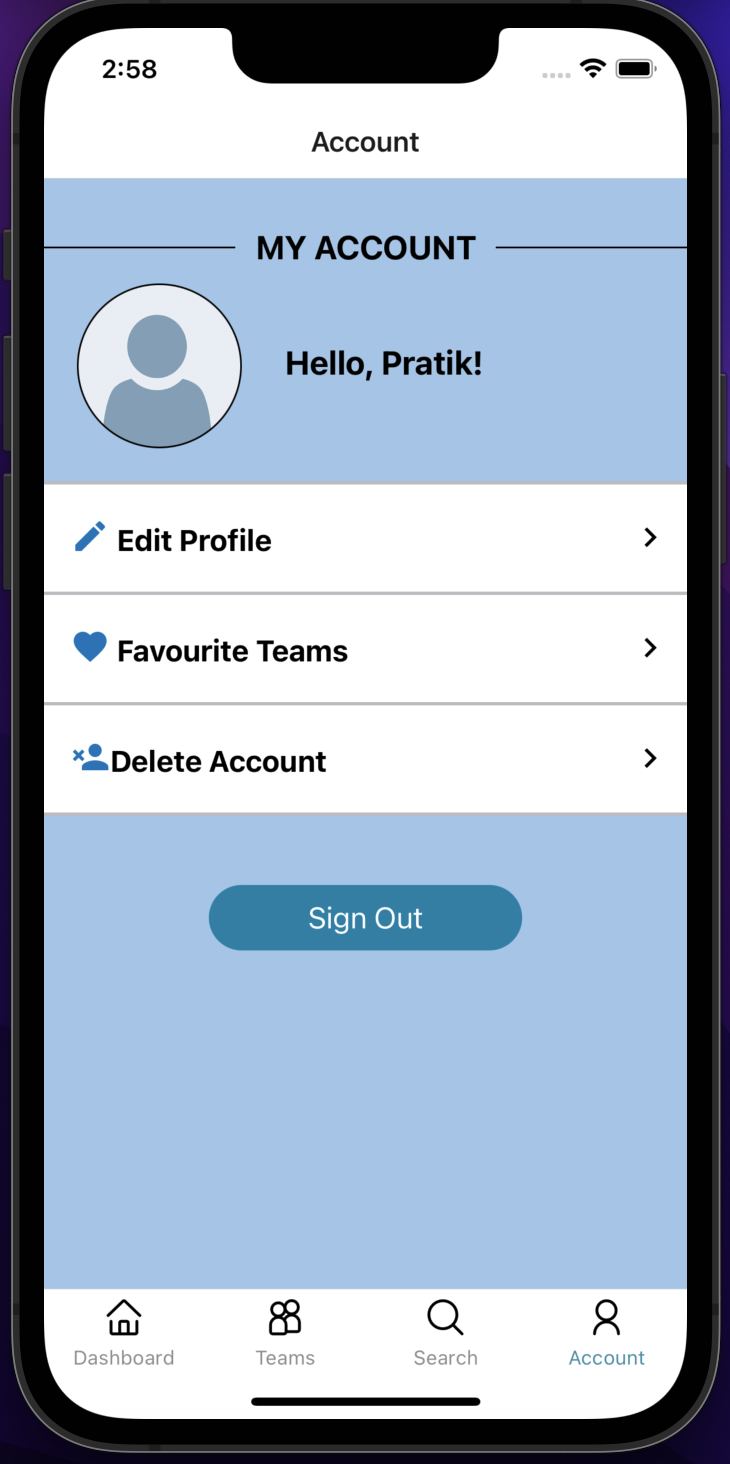 2:58
Account
MY ACCOUNT
Hello, Pratik!
Edit Profile
Favourite Teams
Delete Account
Sign Out
Dashboard Teams Search Account